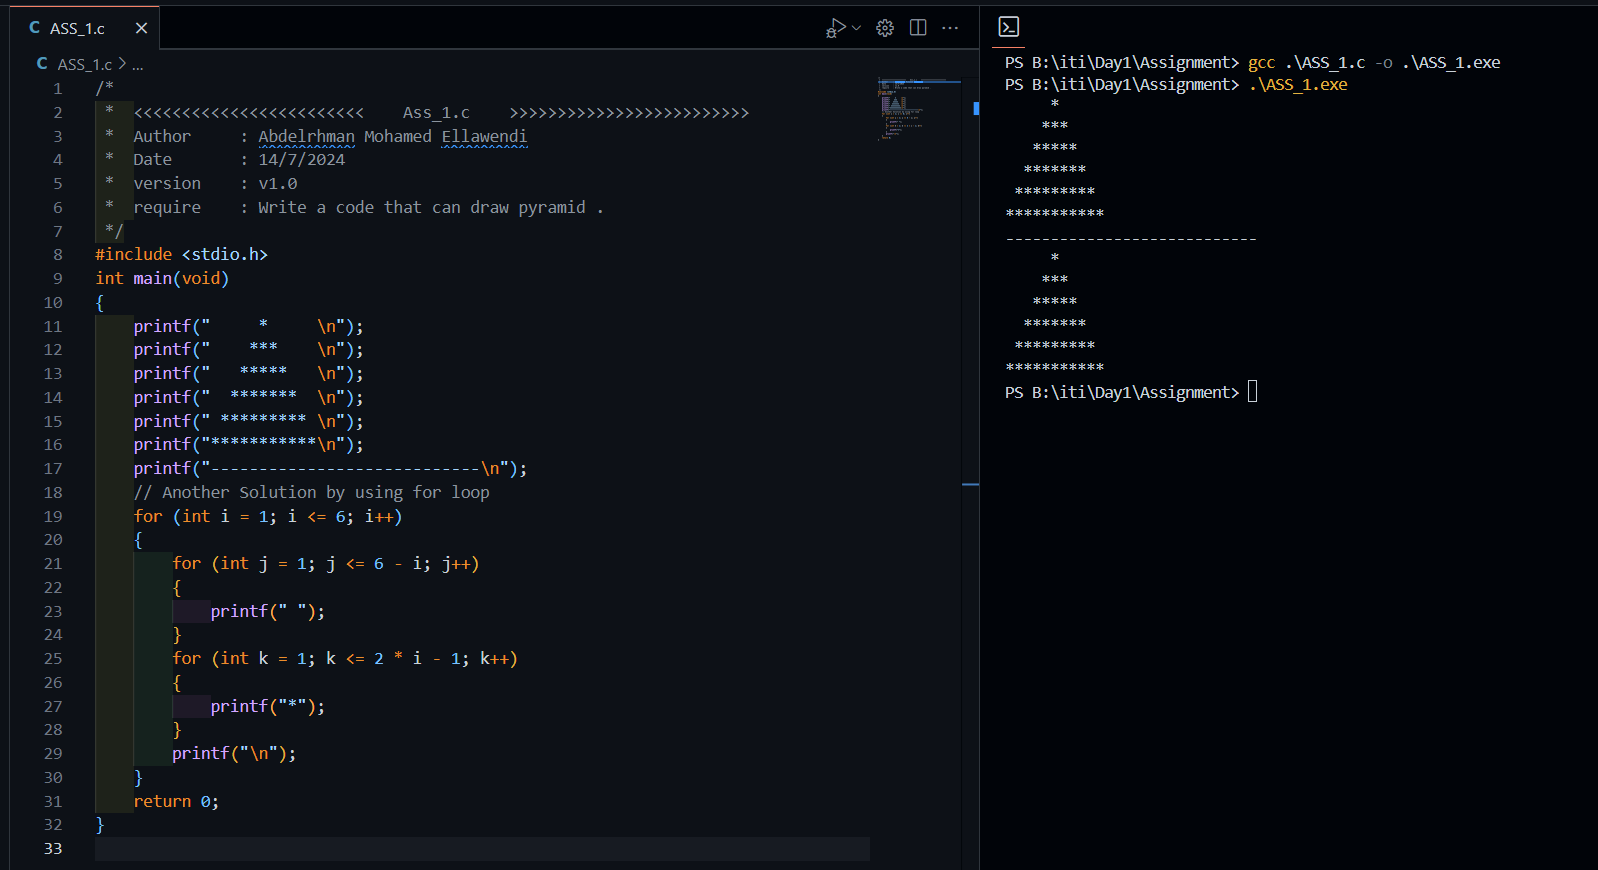 C ASS_1.c ×
C ASS_1.c > ...
1 /*
2  *  <<<<<<<<<<<<<<<<<<<<<<<<    Ass_1.c    >>>>>>>>>>>>>>>>>>>>>>>>>
3  *  Author     : Abdelrhman Mohamed Ellawendi
4  *  Date       : 14/7/2024
5  *  version    : v1.0
6  *  require    : Write a code that can draw pyramid .
7  */
8 #include <stdio.h>
9 int main(void)
10 {
11     printf("     *     \n");
12     printf("    ***    \n");
13     printf("   *****   \n");
14     printf("  *******  \n");
15     printf(" ********* \n");
16     printf("***********\n");
17     printf("----------------------------\n");
18     // Another Solution by using for loop
19     for (int i = 1; i <= 6; i++)
20     {
21         for (int j = 1; j <= 6 - i; j++)
22         {
23             printf(" ");
24         }
25         for (int k = 1; k <= 2 * i - 1; k++)
26         {
27             printf("*");
28         }
29         printf("\n");
30     }
31     return 0;
32 }
33
PS B:\iti\Day1\Assignment> gcc .\ASS_1.c -o .\ASS_1.exe
PS B:\iti\Day1\Assignment> .\ASS_1.exe
     *
    ***
   *****
  *******
 *********
***********
----------------------------
     *
    ***
   *****
  *******
 *********
***********
PS B:\iti\Day1\Assignment>